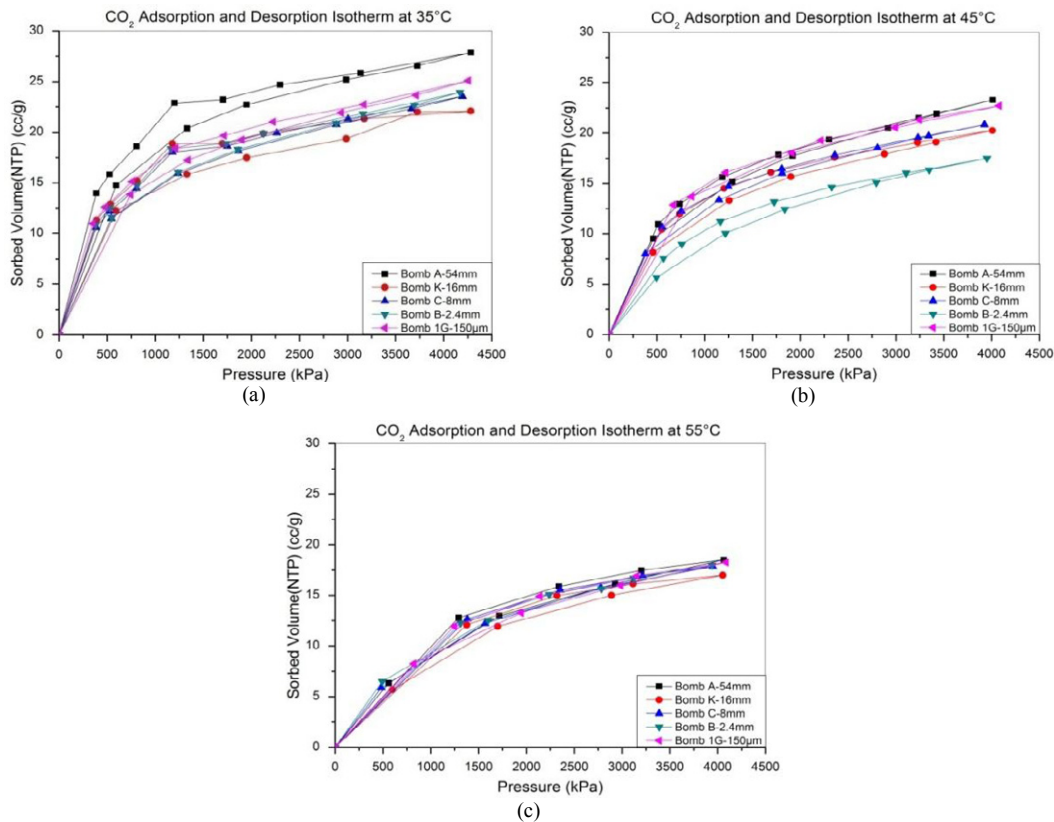 CO2 Adsorption and Desorption Isotherm at 35°C
30
25
20
15
10
5
0
Sorbed Volume(NTP) (cc/g)
Bomb A-54mm
Bomb K-16mm
Bomb C-8mm
Bomb B-2.4mm
Bomb 1G-150μm
0 500 1000 1500 2000 2500 3000 3500 4000 4500
Pressure (kPa)
(a)
CO2 Adsorption and Desorption Isotherm at 45°C
30
25
20
15
10
5
0
Sorbed Volume(NTP) (cc/g)
Bomb A-54mm
Bomb K-16mm
Bomb C-8mm
Bomb B-2.4mm
Bomb 1G-150μm
0 500 1000 1500 2000 2500 3000 3500 4000 4500
Pressure (kPa)
(b)
CO2 Adsorption and Desorption Isotherm at 55°C
30
25
20
15
10
5
0
Sorbed Volume(NTP) (cc/g)
Bomb A-54mm
Bomb K-16mm
Bomb C-8mm
Bomb B-2.4mm
Bomb 1G-150μm
0 500 1000 1500 2000 2500 3000 3500 4000 4500
Pressure (kPa)
(c)